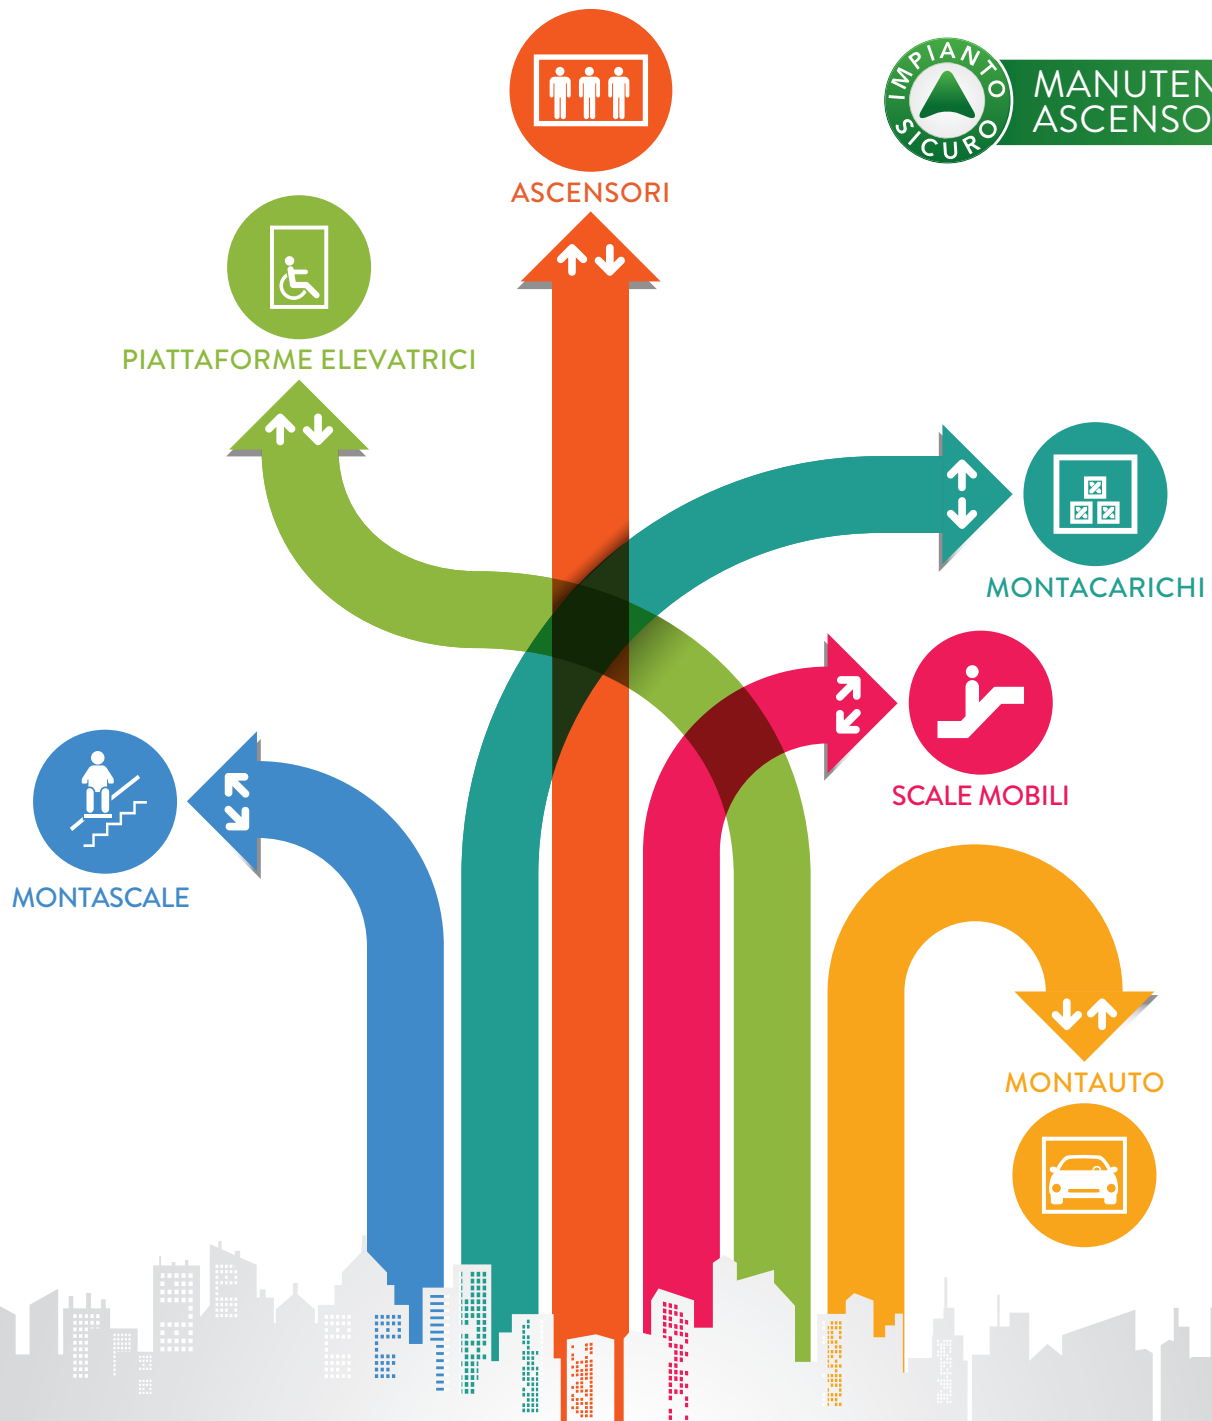 ASCENSORI
IMPIANTO
SICURO
PIATTAFORME ELEVATRICI
MONTACARICHI
SCALE MOBILI
MONTASCALE
MONTAUTO